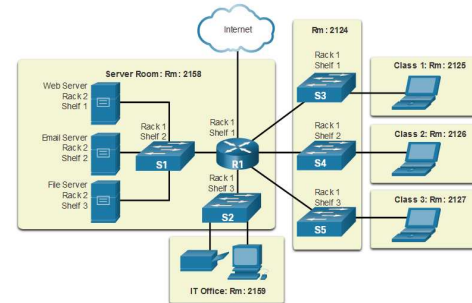 Internet
Server Room: Rm: 2158
Web Server
Rack 2
Shelf 1
Email Server
Rack 2
Shelf 2
File Server
Rack 2
Shelf 3
Rack 1
Shelf 2
S1
Rack 1
Shelf 1
R1
Rack 1
Shelf 3
S2
IT Office: Rm: 2159
Rm: 2124
Rack 1
Shelf 1
S3
Rack 1
Shelf 2
S4
Rack 1
Shelf 3
S5
Class 1: Rm: 2125
Class 2: Rm: 2126
Class 3: Rm: 2127